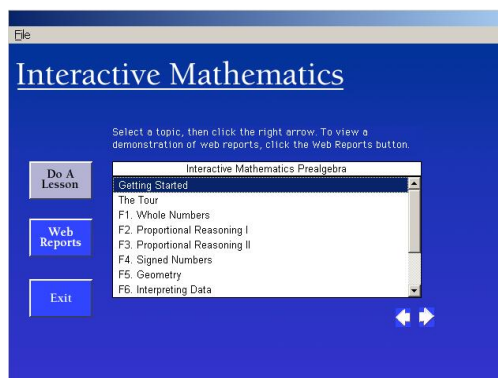 File
Interactive Mathematics
Select a topic, then click the right arrow. To view a
demonstration of web reports, click the Web Reports button.
Do A
Lesson
Web
Reports
Exit
Interactive Mathematics Prealgebra
Getting Started
The Tour
F1. Whole Numbers
F2. Proportional Reasoning I
F3. Proportional Reasoning II
F4. Signed Numbers
F5. Geometry
F6. Interpreting Data